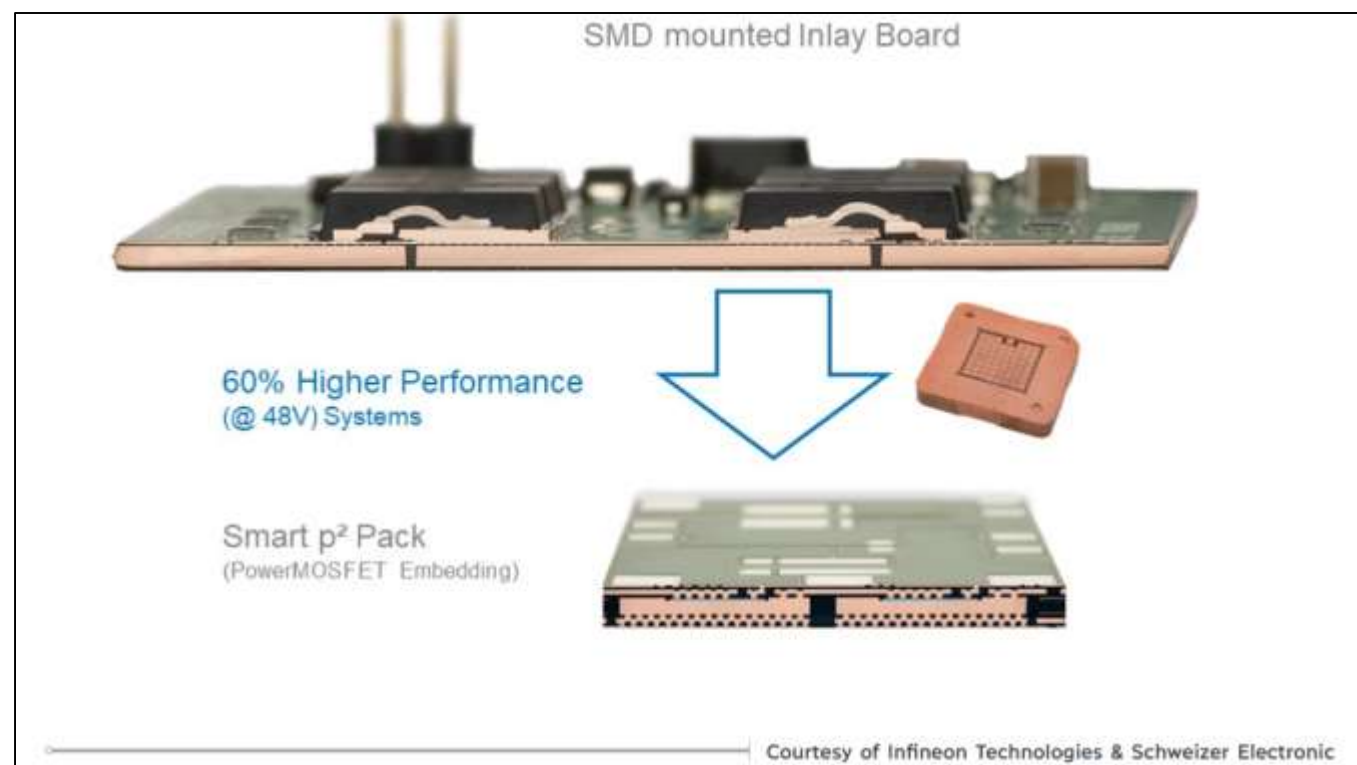 SMD mounted Inlay Board
60% Higher Performance
(@ 48V) Systems
Smart p² Pack
(PowerMOSFET Embedding)
Courtesy of Infineon Technologies & Schweizer Electronic